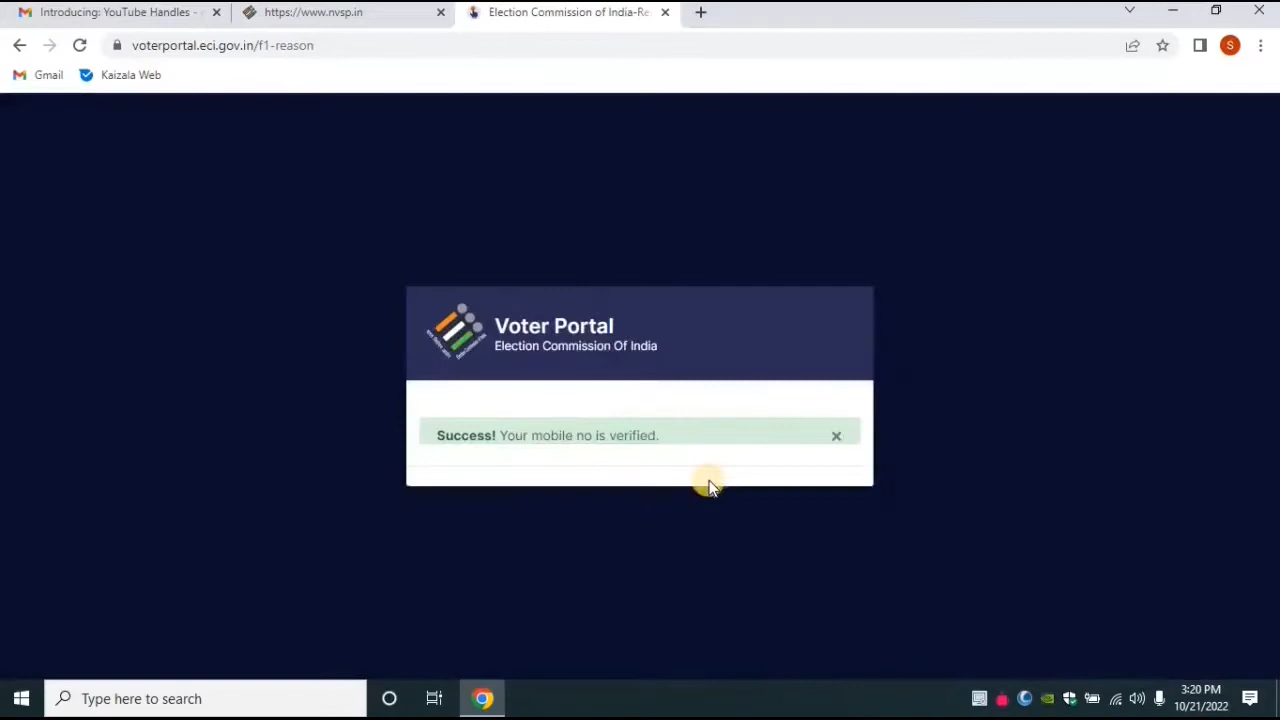 Introducing: YouTube Handles -
https://www.nvsp.in
Election Commission of India-Re
voterportal.eci.gov.in/f1-reason
S
Gmail
Kaizala Web
Voter Portal
Election Commission Of India
Success! Your mobile no is verified.
Type here to search
3:20 PM
10/21/2022